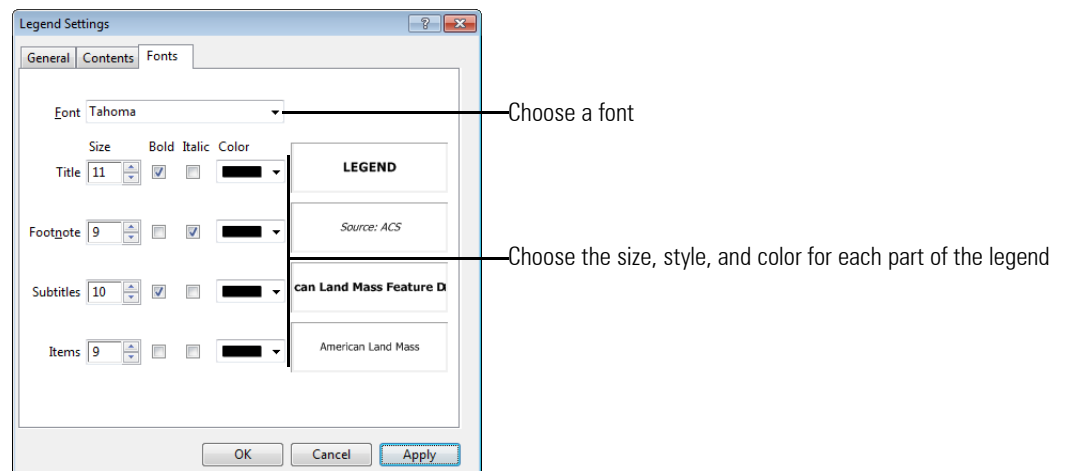 Legend Settings
General Contents Fonts
Font Tahoma
Choose a font
Size Bold Italic Color
Title 11 LEGEND
Footnote 9 Source: ACS
Choose the size, style, and color for each part of the legend
Subtitles 10 can Land Mass Feature D
Items 9 American Land Mass
OK Cancel Apply